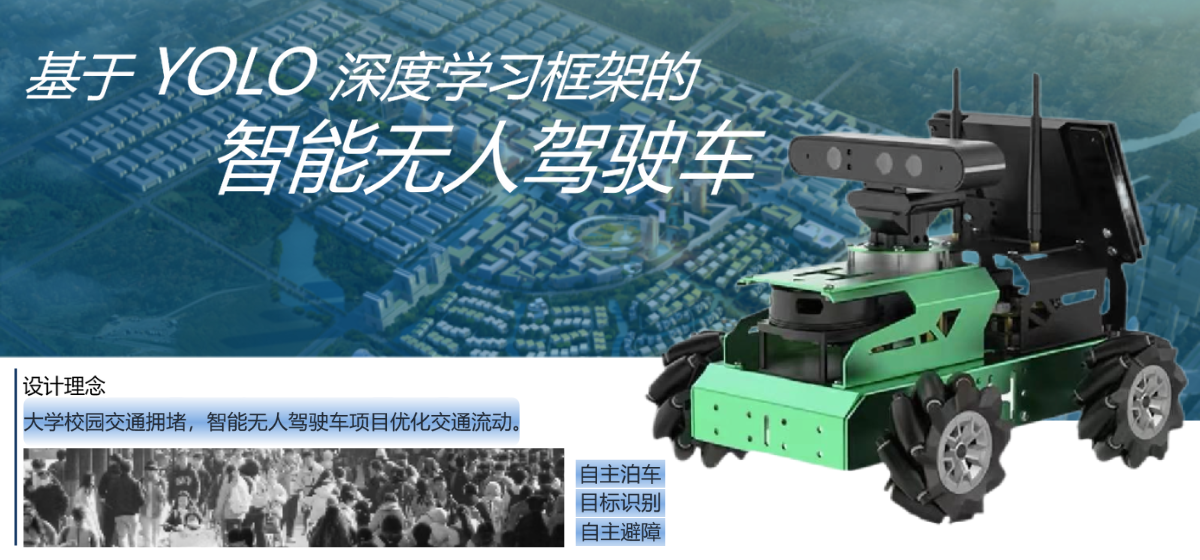 基于 YOLO 深度学习框架的
智能无人驾驶车
设计理念
大学校园交通拥堵，智能无人驾驶车项目优化交通流动。
自主泊车
目标识别
自主避障